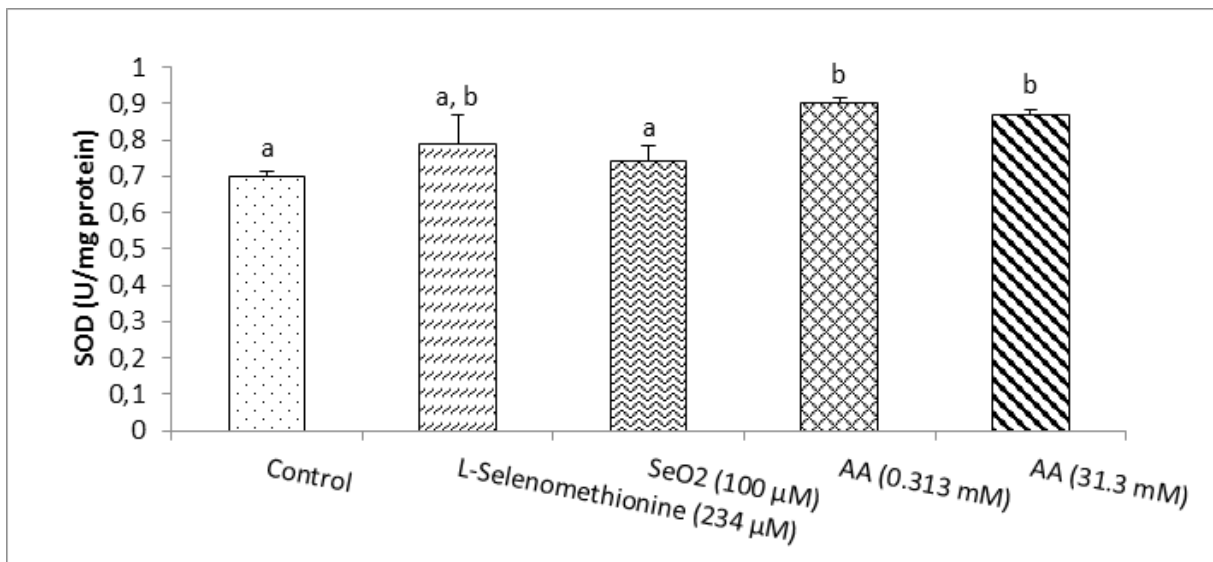 SOD (U/mg protein)
1
0,9
0,8
0,7
0,6
0,5
0,4
0,3
0,2
0,1
0
a
a, b
a
b
b
Control
L-Selenomethionine (234 µM)
SeO2 (100 µM)
AA (0.313 mM)
AA (31.3 mM)